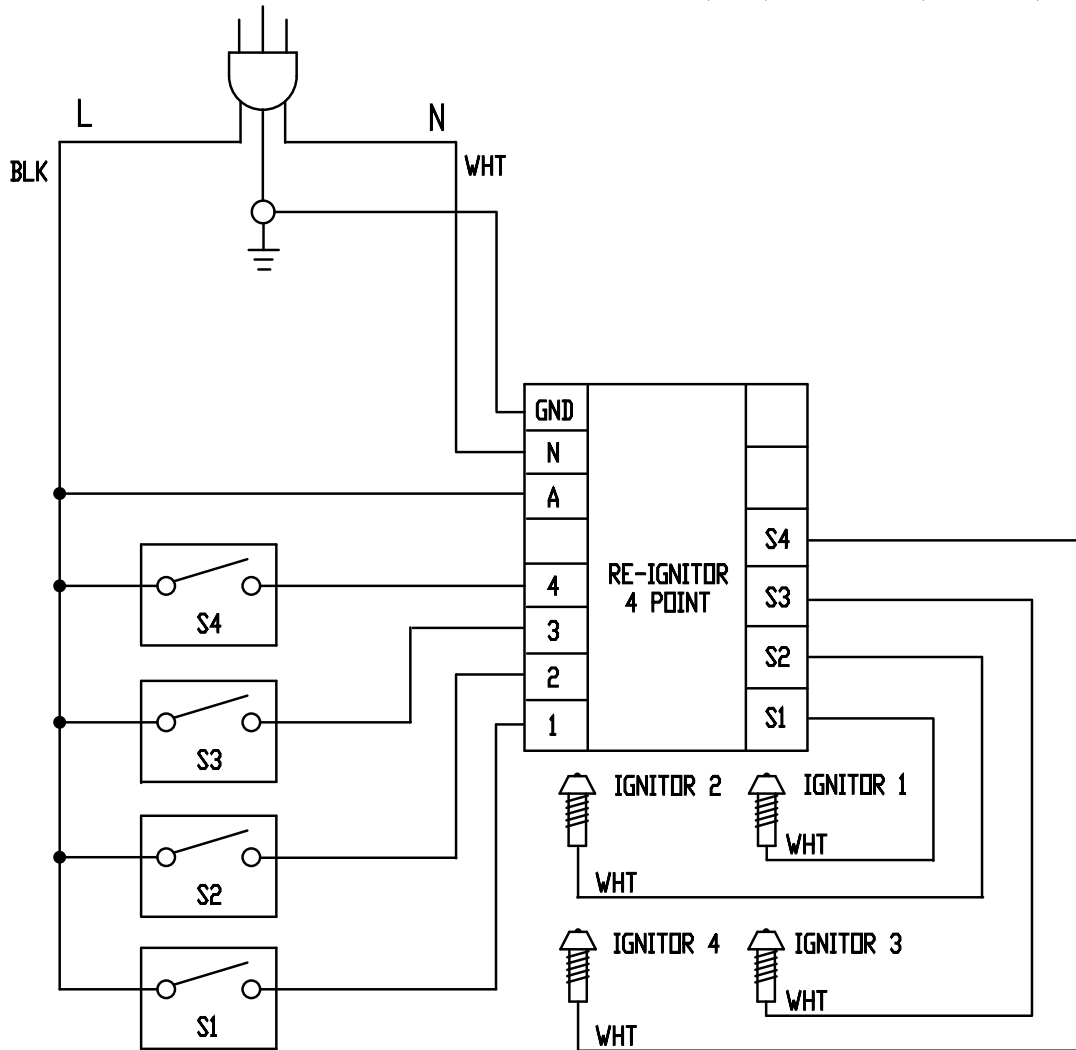 L
N
BLK
WHT
GND
N
A
4
3
2
1
RE-IGNITOR
4 POINT
S4
S3
S2
S1
S4
S3
S2
S1
IGNITOR 2
IGNITOR 1
WHT
WHT
IGNITOR 4
IGNITOR 3
WHT
WHT